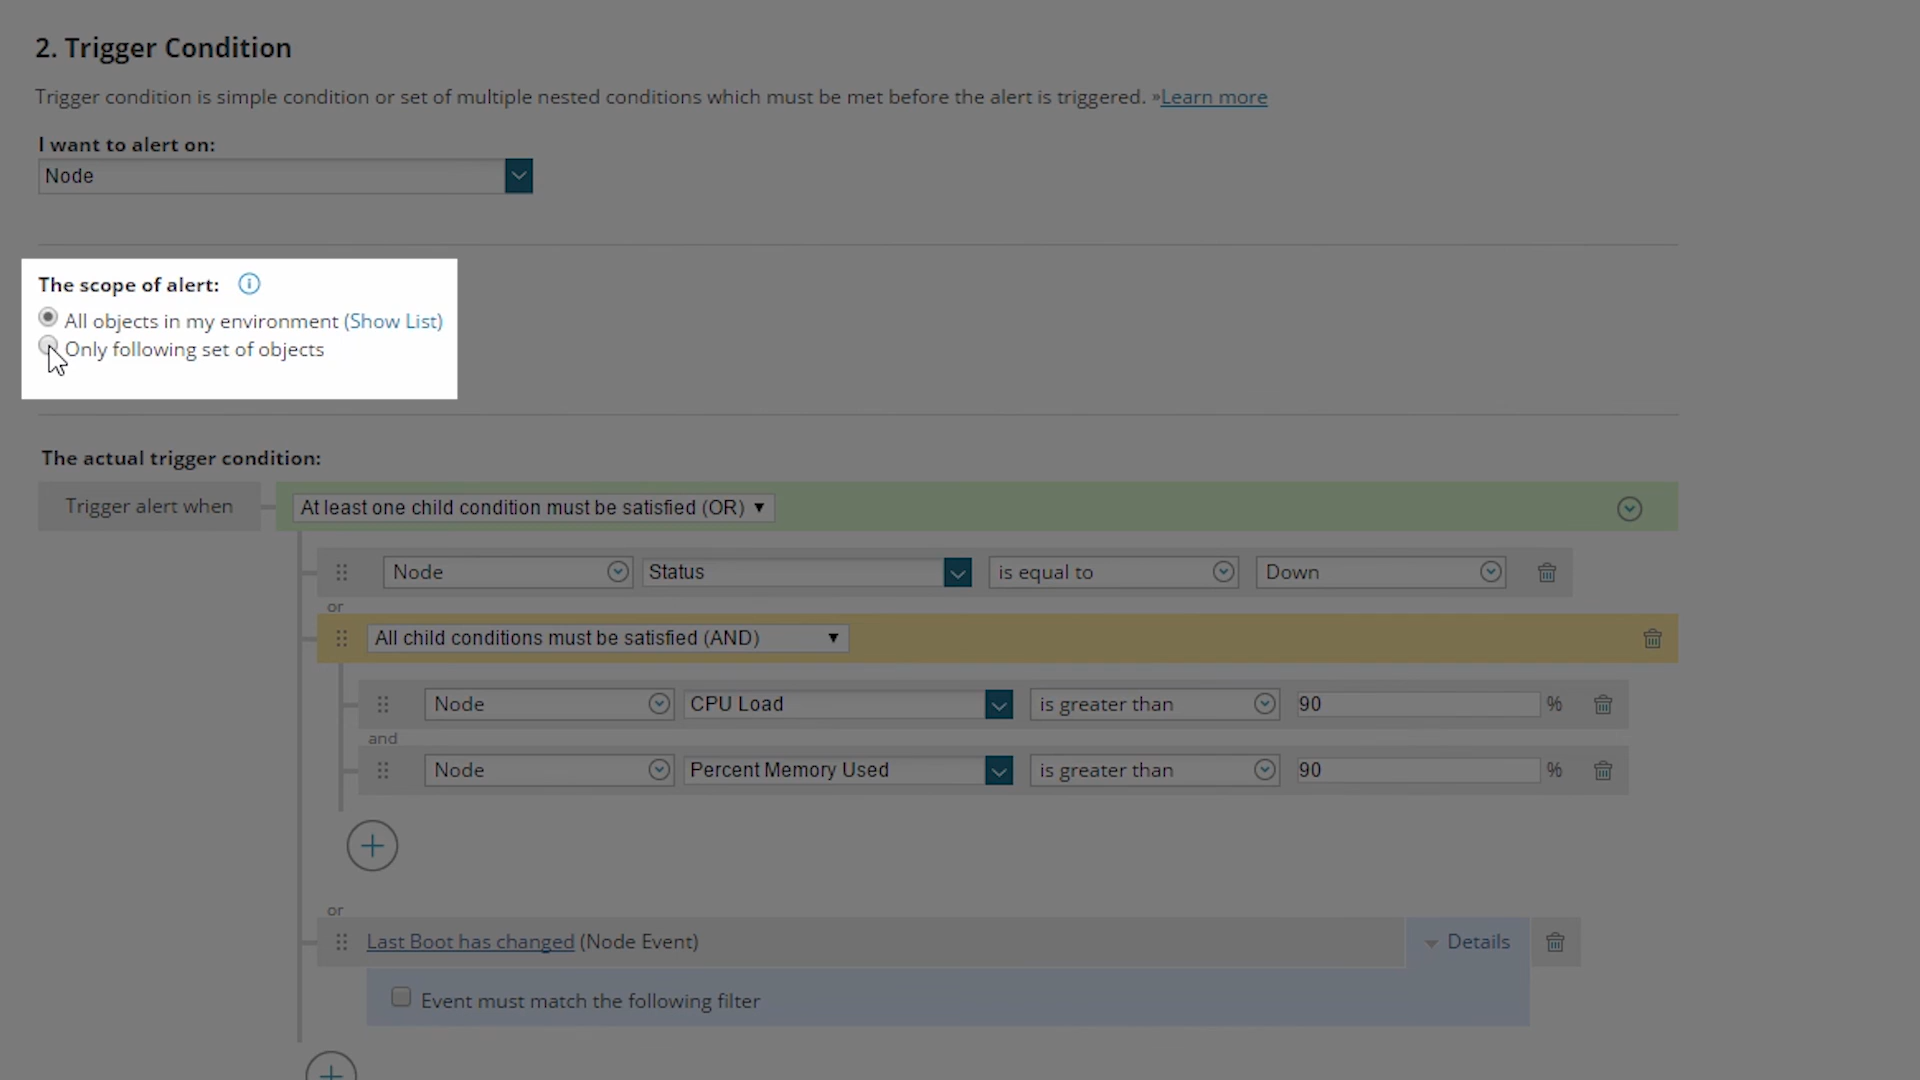 2. Trigger Condition
Trigger condition is simple condition or set of multiple nested conditions which must be met before the alert is triggered. »Learn more
I want to alert on:
Node
The scope of alert:
All objects in my environment (Show List)
Only following set of objects
The actual trigger condition:
Trigger alert when At least one child condition must be satisfied (OR)
Node Status is equal to Down
or
All child conditions must be satisfied (AND)
Node CPU Load is greater than 90 %
and
Node Percent Memory Used is greater than 90 %
or
Last Boot has changed (Node Event) Details
Event must match the following filter